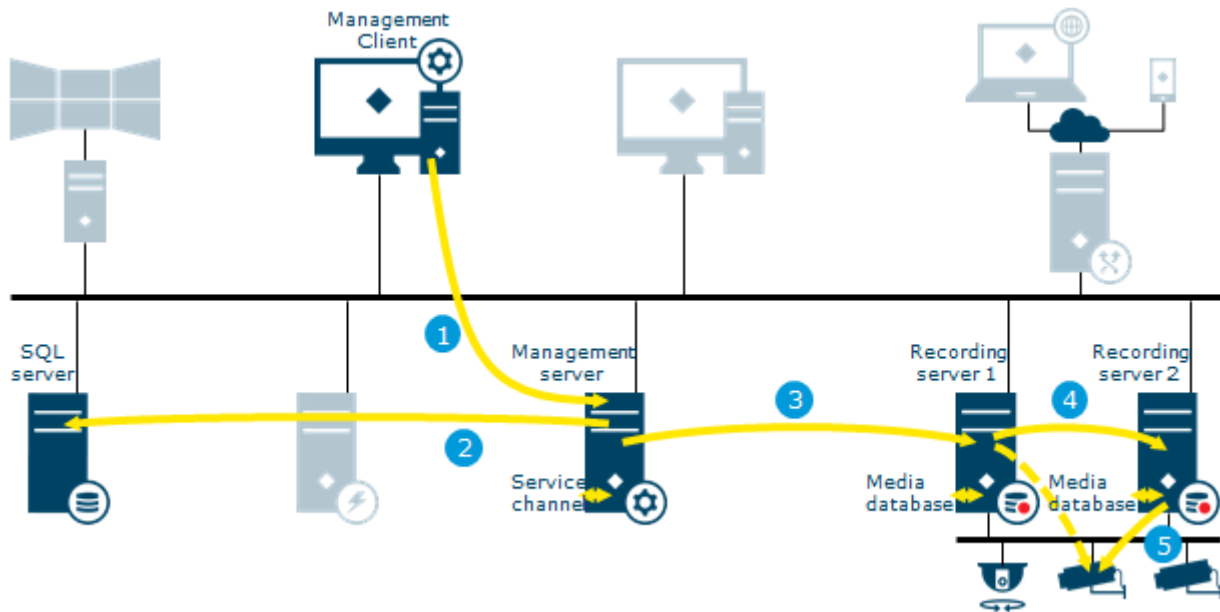 Management
Client
1
SQL
server
Management
server
Recording
server 1
Recording
server 2
3
4
2
Service
channel
Media
database
Media
database
5